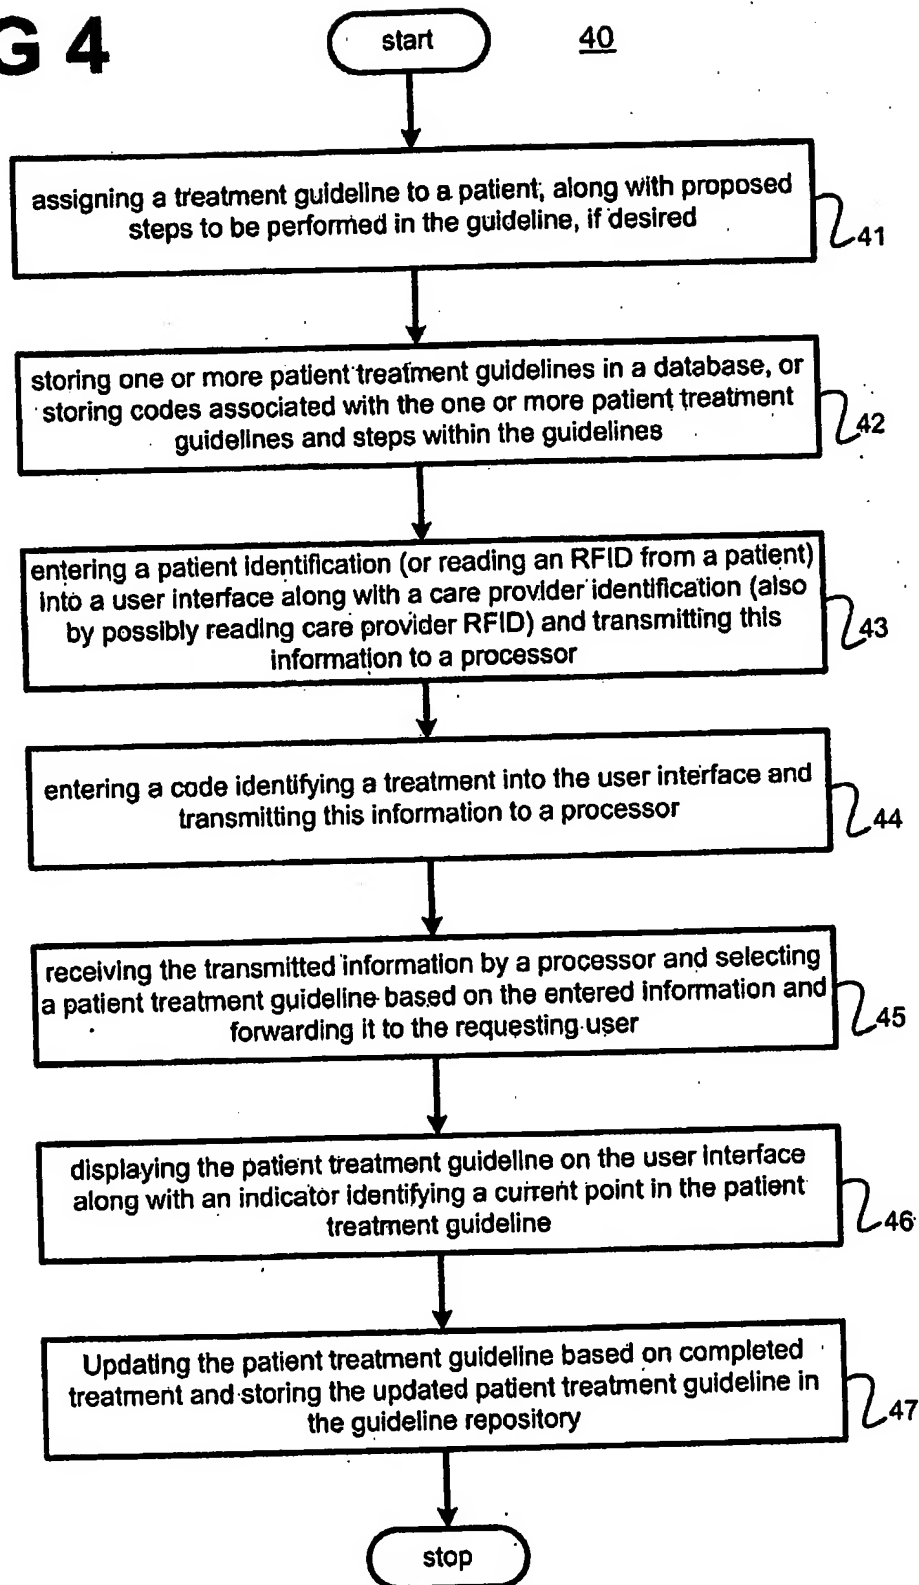 G 4
start
40
assigning a treatment guideline to a patient, along with proposed
steps to be performed in the guideline, if desired
41
storing one or more patient treatment guidelines in a database, or
storing codes associated with the one or more patient treatment
guidelines and steps within the guidelines
42
entering a patient identification (or reading an RFID from a patient)
into a user interface along with a care provider identification (also
by possibly reading care provider RFID) and transmitting this
information to a processor
43
entering a code identifying a treatment into the user interface and
transmitting this information to a processor
44
receiving the transmitted information by a processor and selecting
a patient treatment guideline based on the entered information and
forwarding it to the requesting user
45
displaying the patient treatment guideline on the user interface
along with an indicator identifying a current point in the patient
treatment guideline
46
Updating the patient treatment guideline based on completed
treatment and storing the updated patient treatment guideline in
the guideline repository
47
stop